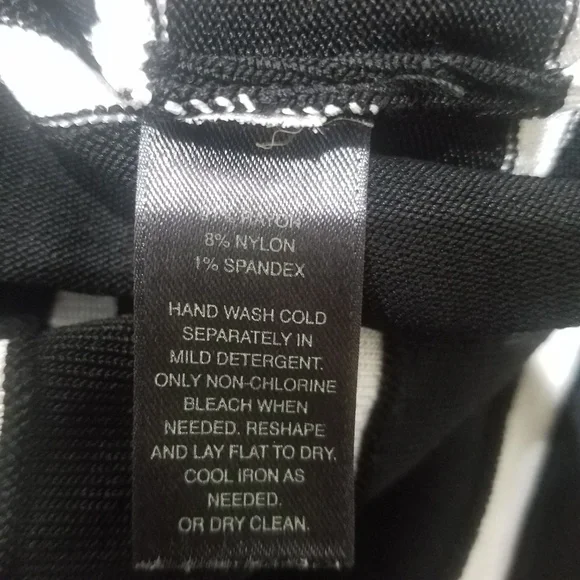 RAYON
8% NYLON
1% SPANDEX
HAND WASH COLD
SEPARATELY IN
MILD DETERGENT.
ONLY NON-CHLORINE
BLEACH WHEN
NEEDED. RESHAPE
AND LAY FLAT TO DRY.
COOL IRON AS
NEEDED.
OR DRY CLEAN.